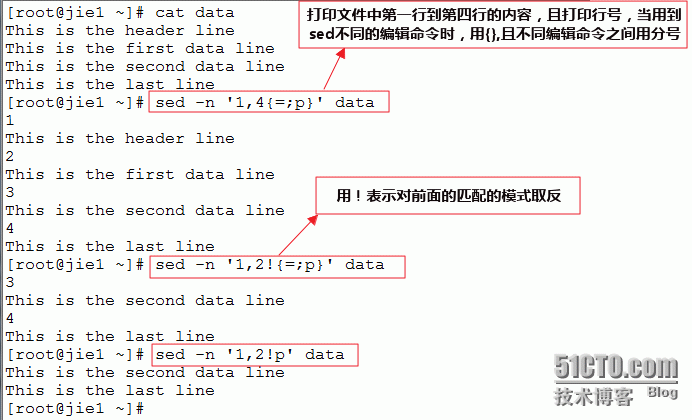 [root@jie1 ~]# cat data
This is the header line
This is the first data line
This is the second data line
This is the last line
打印文件中第一行到第四行的内容，且打印行号，当用到
sed不同的编辑命令时，用{},且不同编辑命令之间用分号
[root@jie1 ~]# sed -n '1,4{=;p}' data
1
This is the header line
2
This is the first data line
3
This is the second data line
4
This is the last line
用！表示对前面的匹配的模式取反
[root@jie1 ~]# sed -n '1,2!{=;p}' data
3
This is the second data line
4
This is the last line
[root@jie1 ~]# sed -n '1,2!p' data
This is the second data line
This is the last line
[root@jie1 ~]#
51CTO.com
技术博客 Blog